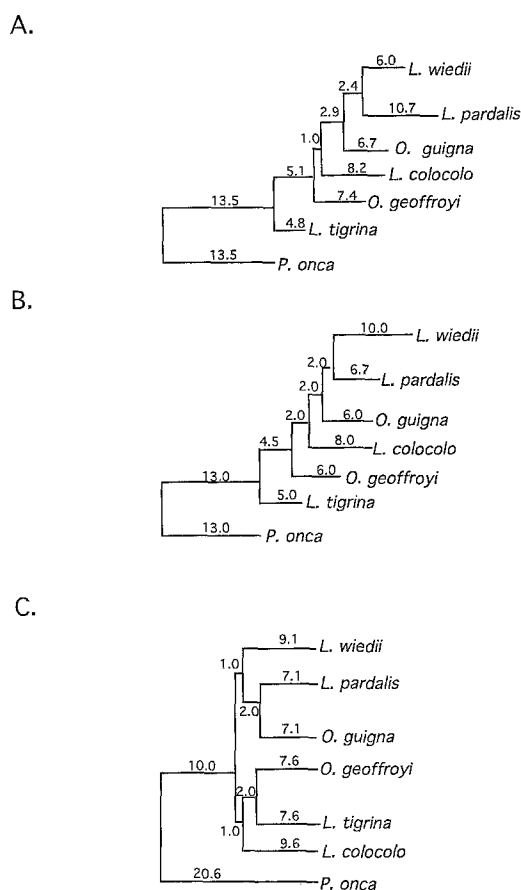 A.
6.0 L. wiedii
2.4
10.7 L. pardalis
2.9
6.7 O. guigna
1.0
8.2 L. colocolo
5.1
7.4 O. geoffroyi
13.5
4.8 L. tigrina
13.5 P. onca
B.
10.0 L. wiedii
2.0
6.7 L. pardalis
2.0
6.0 O. guigna
2.0
8.0 L. colocolo
4.5
6.0 O. geoffroyi
13.0
5.0 L. tigrina
13.0 P. onca
C.
9.1 L. wiedii
1.0
7.1 L. pardalis
2.0
7.1 O. guigna
10.0
7.6 O. geoffroyi
2.0
7.6 L. tigrina
1.0
9.6 L. colocolo
20.6 P. onca